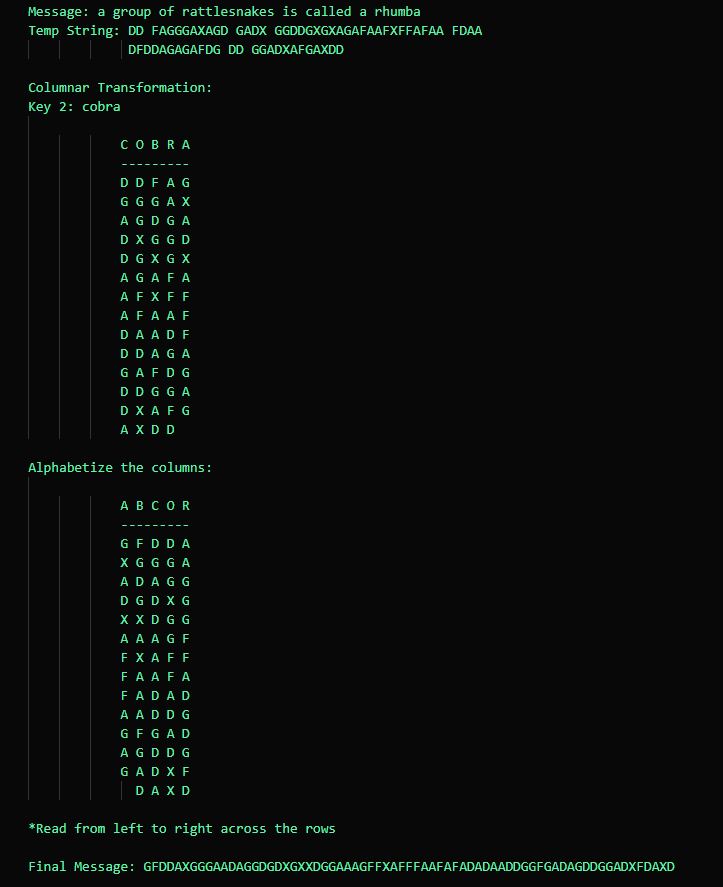 Message: a group of rattlesnakes is called a rhumba
Temp String: DD FAGGGAXAGD GADX GGDDGXGXAGAFAAFXFFAFAA FDAA
DFDDAGAGAFDG DD GGADXAFGAXDD
Columnar Transformation:
Key 2: cobra
C O B R A
---------
D D F A G
G G G A X
A G D G A
D X G G D
D G X G X
A G A F A
A F X F F
A F A A F
D A A D F
D D A G A
G A F D G
D D G G A
D X A F G
A X D D
Alphabetize the columns:
A B C O R
---------
G F D D A
X G G G A
A D A G G
D G D X G
X X D G G
A A A G F
F X A F F
F A A F A
F A D A D
A A D D G
G F G A D
A G D D G
G A D X F
D A X D
*Read from left to right across the rows
Final Message: GFDDAXGGGAADAGGDGDXGXXDGGAAAGFFXAFFFAAFAFADADAADDGGFGADAGDDGGADXFDAXD